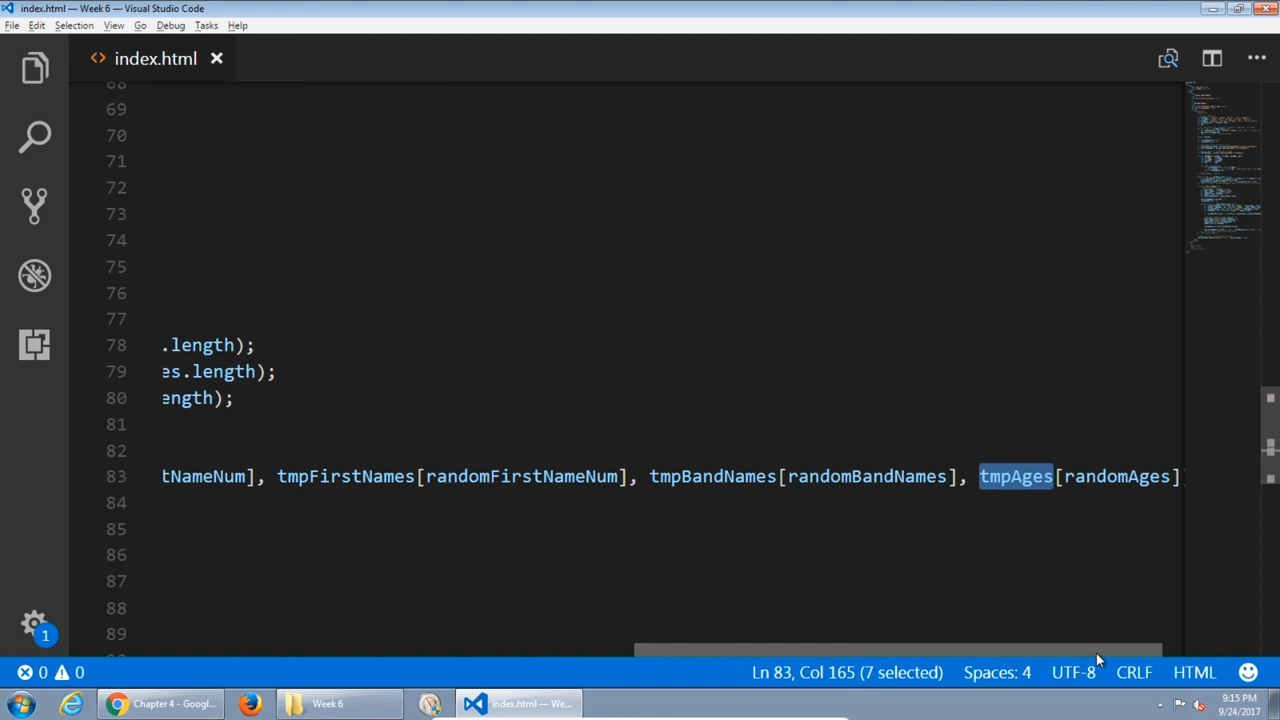 index.html — Week 6 — Visual Studio Code
File Edit Selection View Go Debug Tasks Help
index.html
68
69
70
71
72
73
74
75
76
77
78 .length);
79 es.length);
80 ength);
81
82
83 tNameNum], tmpFirstNames[randomFirstNameNum], tmpBandNames[randomBandNames], tmpAges[randomAges]
84
85
86
87
88
89
1
0 0 Ln 83, Col 165 (7 selected) Spaces: 4 UTF-8 CRLF HTML
Chapter 4 - Googl... Week 6 index.html — We...
9:15 PM
9/24/2017